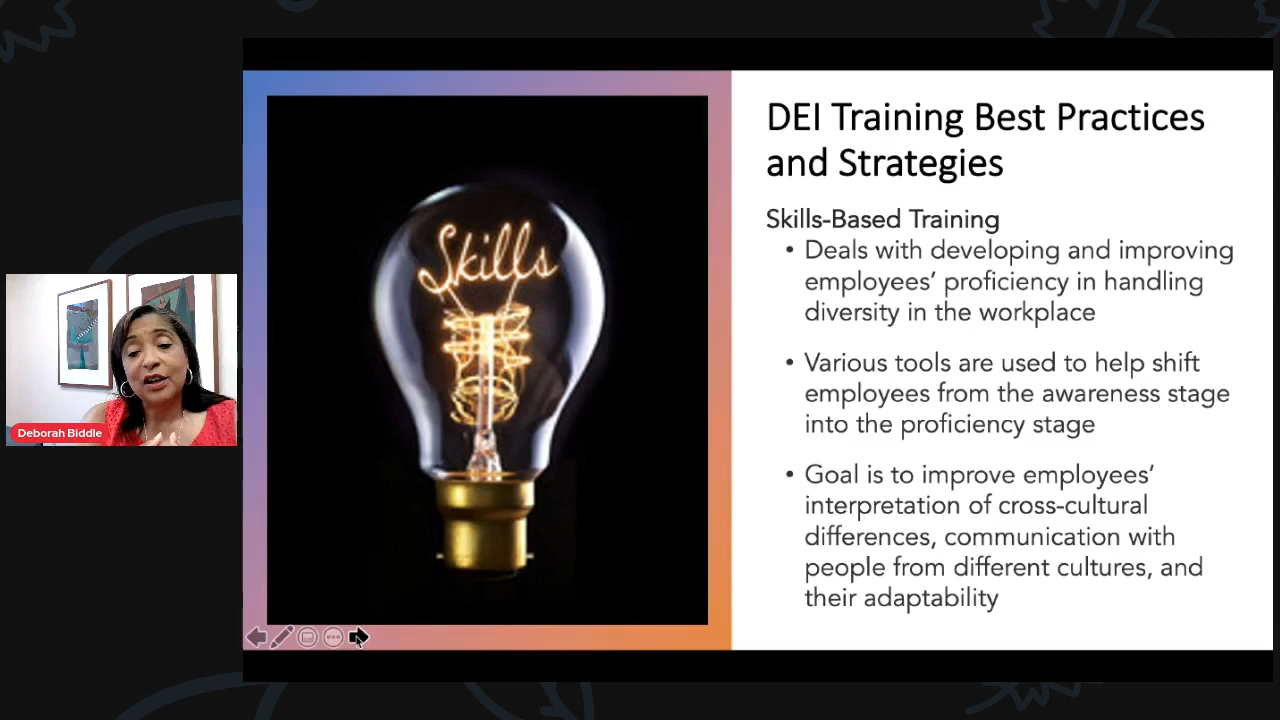 DEI Training Best Practices
and Strategies
Skills-Based Training
• Deals with developing and improving
employees’ proficiency in handling
diversity in the workplace
• Various tools are used to help shift
employees from the awareness stage
into the proficiency stage
• Goal is to improve employees’
interpretation of cross-cultural
differences, communication with
people from different cultures, and
their adaptability
Skills
Deborah Biddle